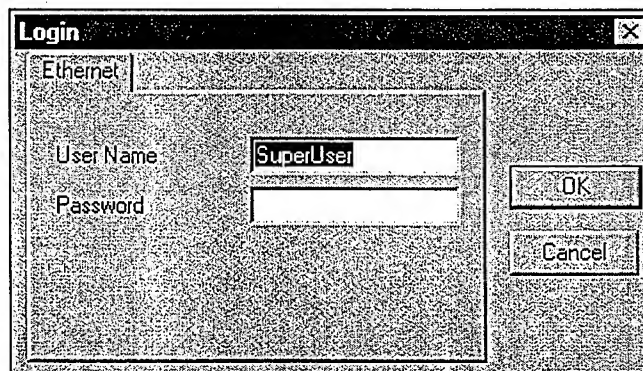 Login
Ethernet
User Name SuperUser
Password
OK
Cancel